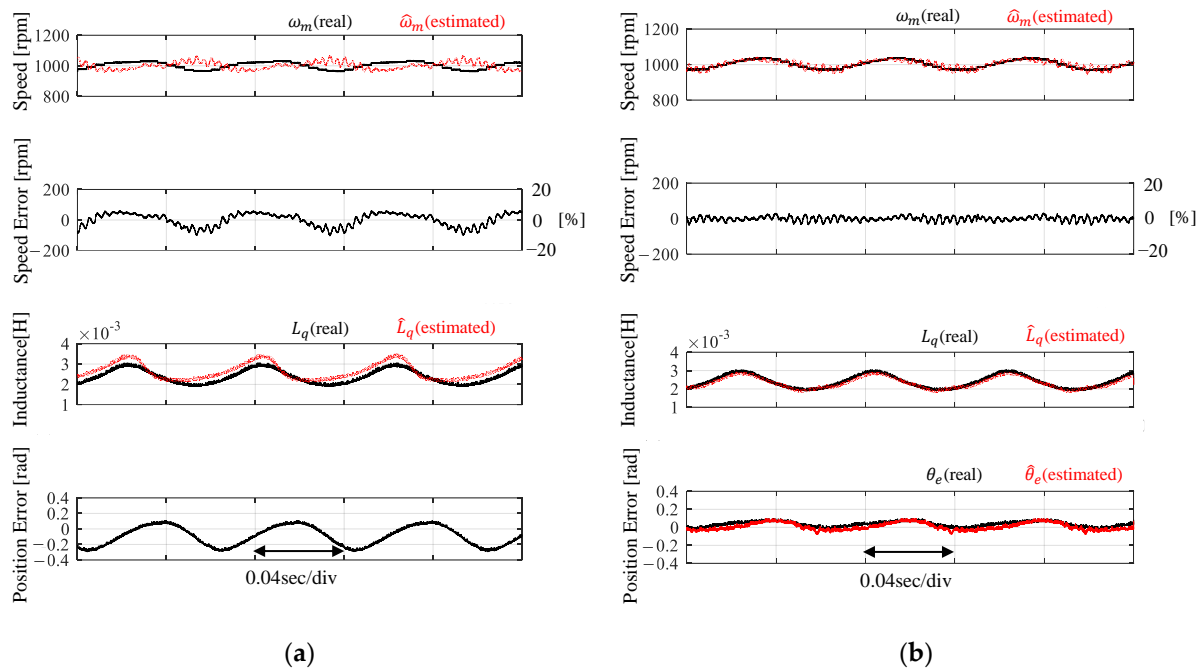 ω_m(real) ω̂_m(estimated)
Speed [rpm]
1200
1000
800
Speed Error [rpm]
200
0
−200
20
0 [%]
−20
L_q(real) L̂_q(estimated)
×10⁻³
Inductance[H]
4
3
2
1
Position Error [rad]
0.4
0.2
0
−0.2
−0.4
0.04sec/div
(a)
ω_m(real) ω̂_m(estimated)
Speed [rpm]
1200
1000
800
Speed Error [rpm]
200
0
−200
20
0 [%]
−20
L_q(real) L̂_q(estimated)
×10⁻³
Inductance[H]
4
3
2
1
θ_e(real) θ̂_e(estimated)
Position Error [rad]
0.4
0.2
0
−0.2
−0.4
0.04sec/div
(b)